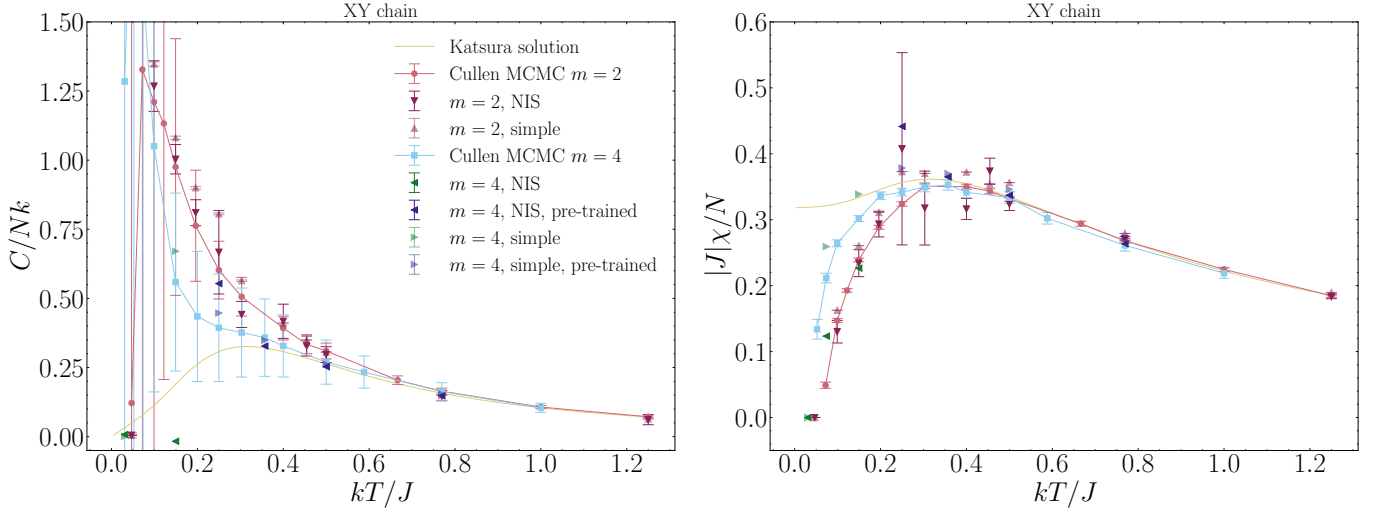 XY chain
1.50
1.25
1.00
0.75
0.50
0.25
0.00
C/Nk
Katsura solution
Cullen MCMC m = 2
m = 2, NIS
m = 2, simple
Cullen MCMC m = 4
m = 4, NIS
m = 4, NIS, pre-trained
m = 4, simple
m = 4, simple, pre-trained
0.0 0.2 0.4 0.6 0.8 1.0 1.2
kT/J
XY chain
0.6
0.5
0.4
0.3
0.2
0.1
0.0
|J|χ/N
0.0 0.2 0.4 0.6 0.8 1.0 1.2
kT/J